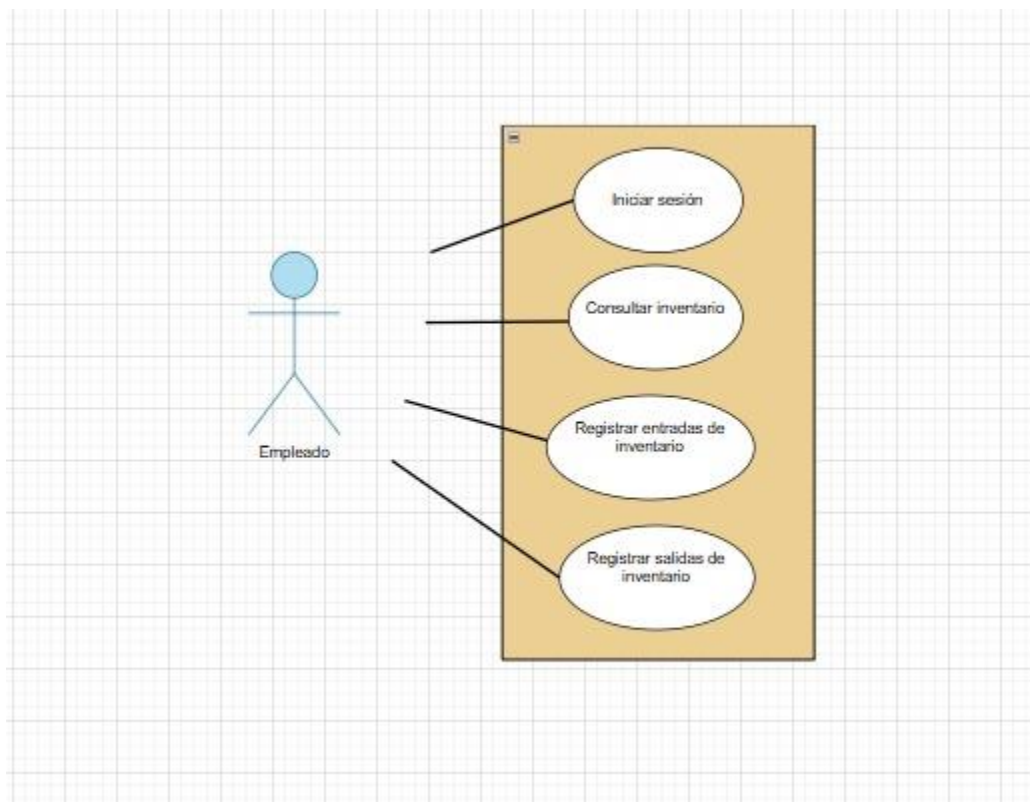 Iniciar sesión
Consultar inventario
Registrar entradas de
inventario
Empleado
Registrar salidas de
inventario